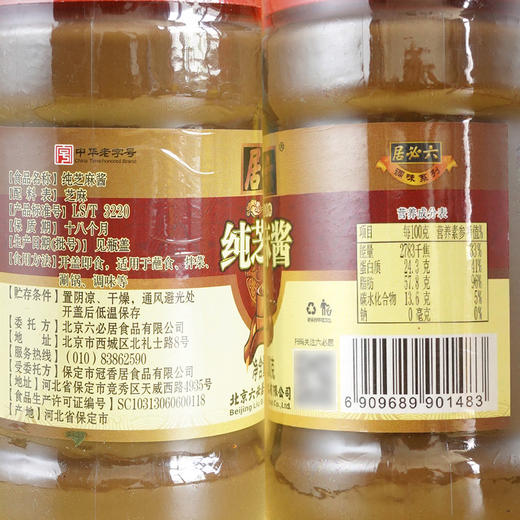 中华老字号
China Time-honored Brand
【食品名称】纯芝麻酱
【配 料 表】芝麻
【产品标准号】LS/T 3220
【保 质 期】十八个月
【生产日期(批号)】见瓶盖
【食用方法】开盖即食,适用于蘸食、拌菜、
涮锅、调味等
【贮存条件】置阴凉、干燥,通风避光处
开盖后低温保存
委 托 方:北京六必居食品有限公司
地 址:北京市西城区北礼士路8号
服务热线:(010) 83862590
受委托方:保定市冠香居食品有限公司
地 址:河北省保定市竞秀区天威西路4935号
食品生产许可证编号:SC10313060600118
产 地:河北省保定市
居
纯芝
酱
净含
北京六必
有限公司
Beijing Liu
Co.,Ltd.
六必居
调味系列
营养成分表
项目 每100克 营养素参 值%
能量 2783千焦 33%
蛋白质 24.3 克 41%
脂肪 57.8 克 96%
碳水化合物 13.6 克 5%
钠 0 毫克 0%
扫码关注六必居
6 909689 901483